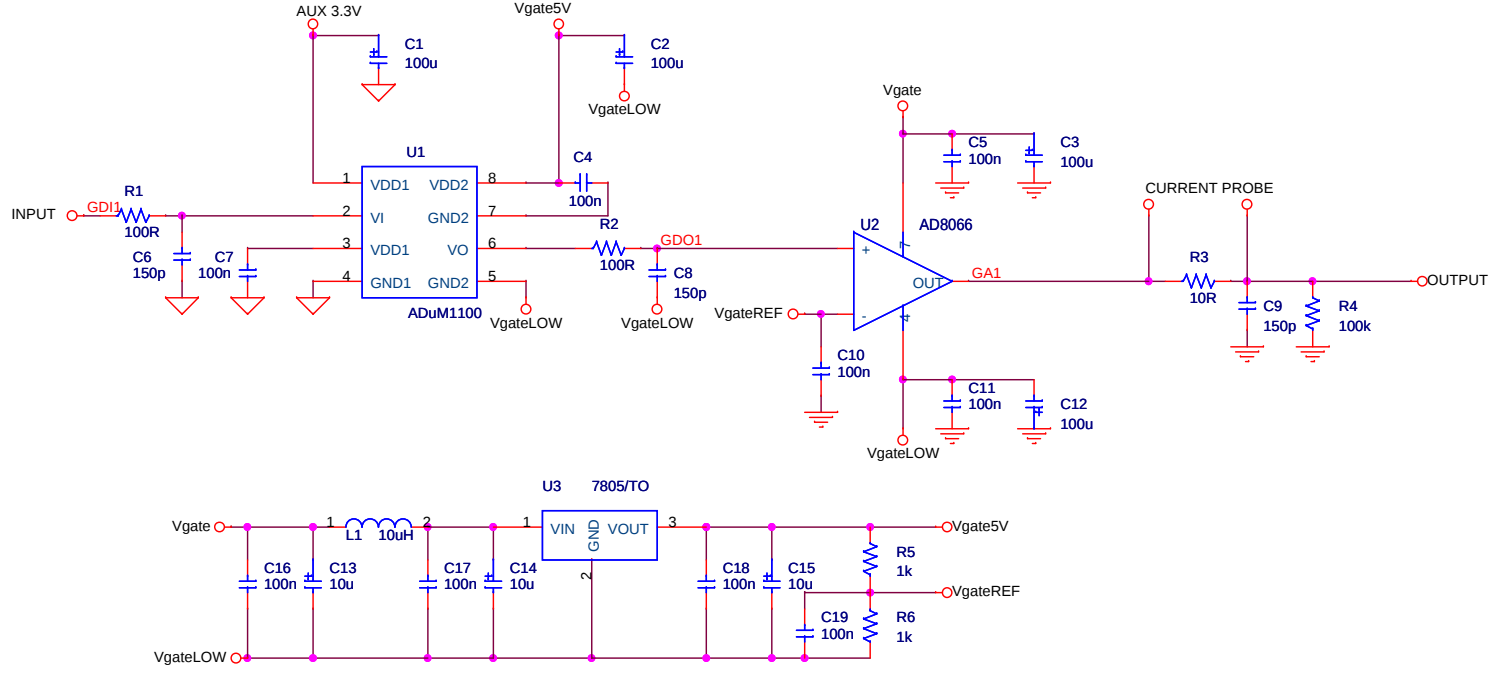 AUX 3.3V
Vgate5V
C1
100u
C2
100u
VgateLOW
Vgate
C5
100n
C3
100u
U1
C4
100n
1
VDD1
VDD2
8
2
VI
GND2
7
3
VDD1
VO
6
4
GND1
GND2
5
ADuM1100
INPUT
GDI1
R1
100R
C6
150p
C7
100n
R2
100R
GDO1
C8
150p
VgateLOW
VgateLOW
U2
AD8066
+
-
7
OUT
4
GA1
VgateREF
C10
100n
CURRENT PROBE
R3
10R
OUTPUT
C9
150p
R4
100k
C11
100n
C12
100u
VgateLOW
U3
7805/TO
Vgate
1
2
L1
10uH
1
VIN
GND
VOUT
3
2
Vgate5V
C16
100n
C13
10u
C17
100n
C14
10u
C18
100n
C15
10u
R5
1k
VgateREF
C19
100n
R6
1k
VgateLOW